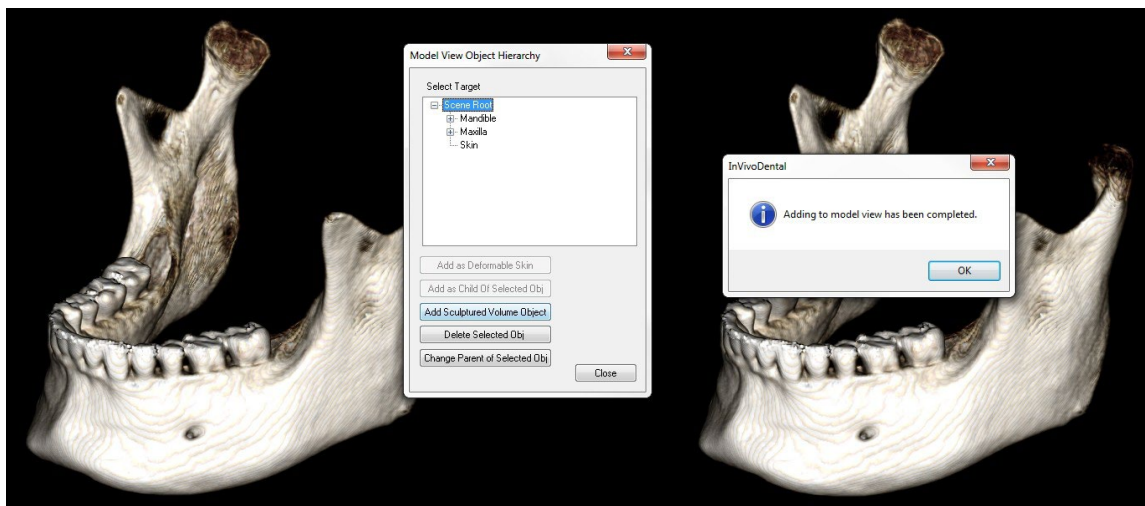 Model View Object Hierarchy
Select Target
Scene Root
Mandible
Maxilla
Skin
Add as Deformable Skin
Add as Child Of Selected Obj
Add Sculptured Volume Object
Delete Selected Obj
Change Parent of Selected Obj
Close
InVivoDental
Adding to model view has been completed.
OK